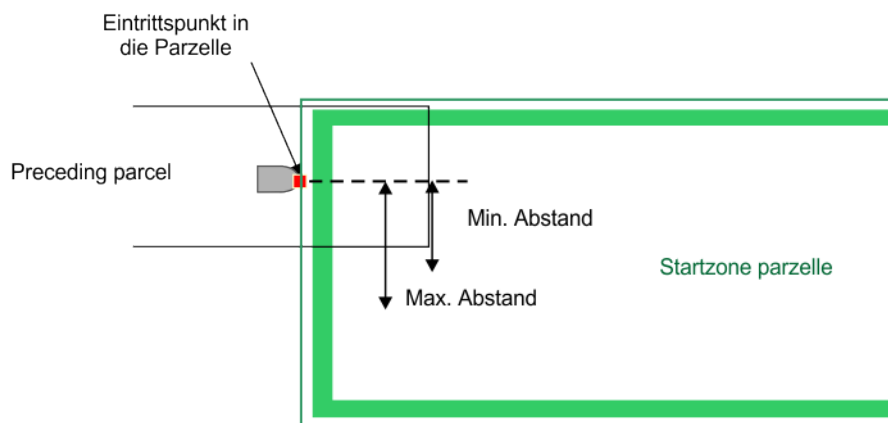 Eintrittspunkt in
die Parzelle
Preceding parcel
Min. Abstand
Startzone parzelle
Max. Abstand